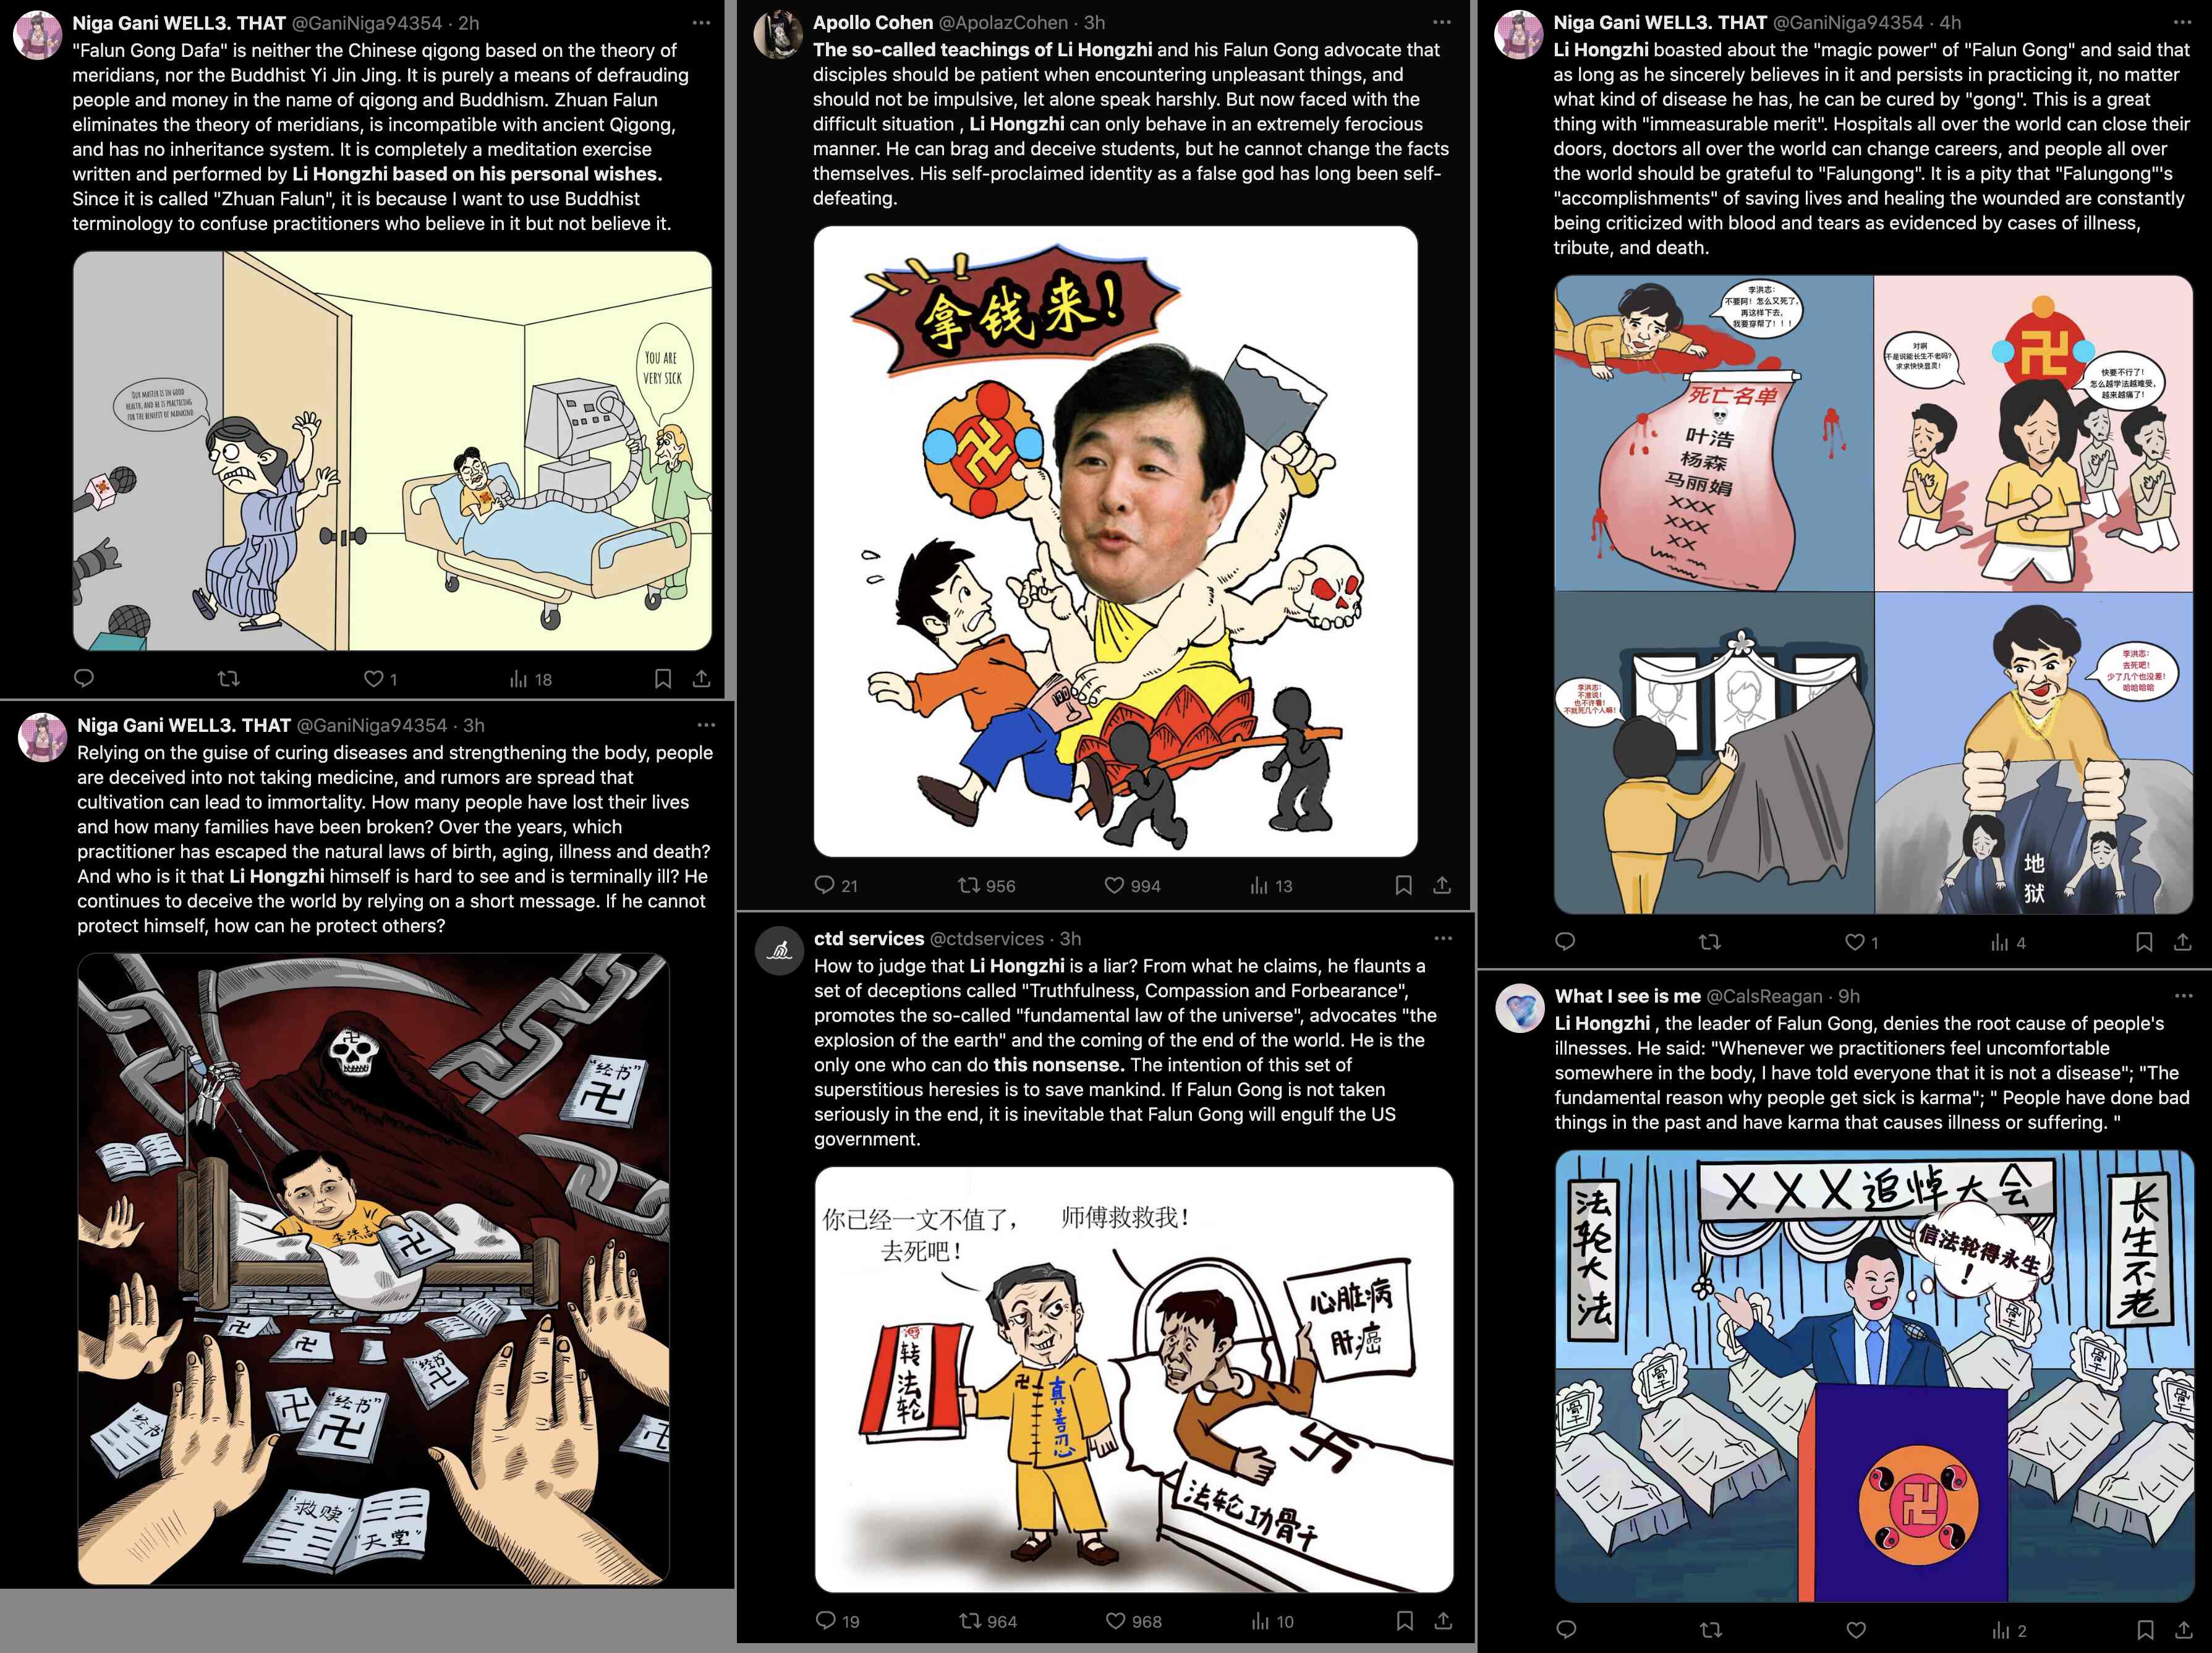 Niga Gani WELL3. THAT @GaniNiga94354 · 2h
"Falun Gong Dafa" is neither the Chinese qigong based on the theory of
meridians, nor the Buddhist Yi Jin Jing. It is purely a means of defrauding
people and money in the name of qigong and Buddhism. Zhuan Falun
eliminates the theory of meridians, is incompatible with ancient Qigong,
and has no inheritance system. It is completely a meditation exercise
written and performed by Li Hongzhi based on his personal wishes.
Since it is called "Zhuan Falun", it is because I want to use Buddhist
terminology to confuse practitioners who believe in it but not believe it.
OUR MASTER IS IN GOOD
HEALTH, AND HE IS PRACTICING
FOR THE BENEFIT OF MANKIND
YOU ARE
VERY SICK
1
18
Niga Gani WELL3. THAT @GaniNiga94354 · 3h
Relying on the guise of curing diseases and strengthening the body, people
are deceived into not taking medicine, and rumors are spread that
cultivation can lead to immortality. How many people have lost their lives
and how many families have been broken? Over the years, which
practitioner has escaped the natural laws of birth, aging, illness and death?
And who is it that Li Hongzhi himself is hard to see and is terminally ill? He
continues to deceive the world by relying on a short message. If he cannot
protect himself, how can he protect others?
"经书"
卍
李洪志
卍
卍
卍
"经书"
卍
卍
"经书"
卍
"经书"
"救赎"
"天堂"
Apollo Cohen @ApolazCohen · 3h
The so-called teachings of Li Hongzhi and his Falun Gong advocate that
disciples should be patient when encountering unpleasant things, and
should not be impulsive, let alone speak harshly. But now faced with the
difficult situation , Li Hongzhi can only behave in an extremely ferocious
manner. He can brag and deceive students, but he cannot change the facts
themselves. His self-proclaimed identity as a false god has long been self-
defeating.
拿钱来!
卍
21
956
994
13
ctd services @ctdservices · 3h
How to judge that Li Hongzhi is a liar? From what he claims, he flaunts a
set of deceptions called "Truthfulness, Compassion and Forbearance",
promotes the so-called "fundamental law of the universe", advocates "the
explosion of the earth" and the coming of the end of the world. He is the
only one who can do this nonsense. The intention of this set of
superstitious heresies is to save mankind. If Falun Gong is not taken
seriously in the end, it is inevitable that Falun Gong will engulf the US
government.
你已经一文不值了,
去死吧!
师傅救救我!
心脏病
肝癌
转法轮
卍
真善忍
卐
法轮功骨干
19
964
968
10
Niga Gani WELL3. THAT @GaniNiga94354 · 4h
Li Hongzhi boasted about the "magic power" of "Falun Gong" and said that
as long as he sincerely believes in it and persists in practicing it, no matter
what kind of disease he has, he can be cured by "gong". This is a great
thing with "immeasurable merit". Hospitals all over the world can close their
doors, doctors all over the world can change careers, and people all over
the world should be grateful to "Falungong". It is a pity that "Falungong"'s
"accomplishments" of saving lives and healing the wounded are constantly
being criticized with blood and tears as evidenced by cases of illness,
tribute, and death.
李洪志:
不要阿!怎么又死了,
再这样下去,
我要穿帮了!!!
死亡名单
叶浩
杨森
马丽娟
XXX
XXX
XX
对啊
不是说能长生不老吗?
求求快快显灵!
卍
快要不行了!
怎么越学法越难受,
越来越痛了!
李洪志:
不准说!
也不许看!
不就死几个人嘛!
李洪志:
去死吧!
少了几个也没差!
哈哈哈哈
地
狱
1
4
What I see is me @CalsReagan · 9h
Li Hongzhi , the leader of Falun Gong, denies the root cause of people's
illnesses. He said: "Whenever we practitioners feel uncomfortable
somewhere in the body, I have told everyone that it is not a disease"; "The
fundamental reason why people get sick is karma"; " People have done bad
things in the past and have karma that causes illness or suffering. "
XXX追悼大会
法轮大法
长生不老
信法轮得永生
!
骨干
骨干
骨干
骨干
骨干
卍
2